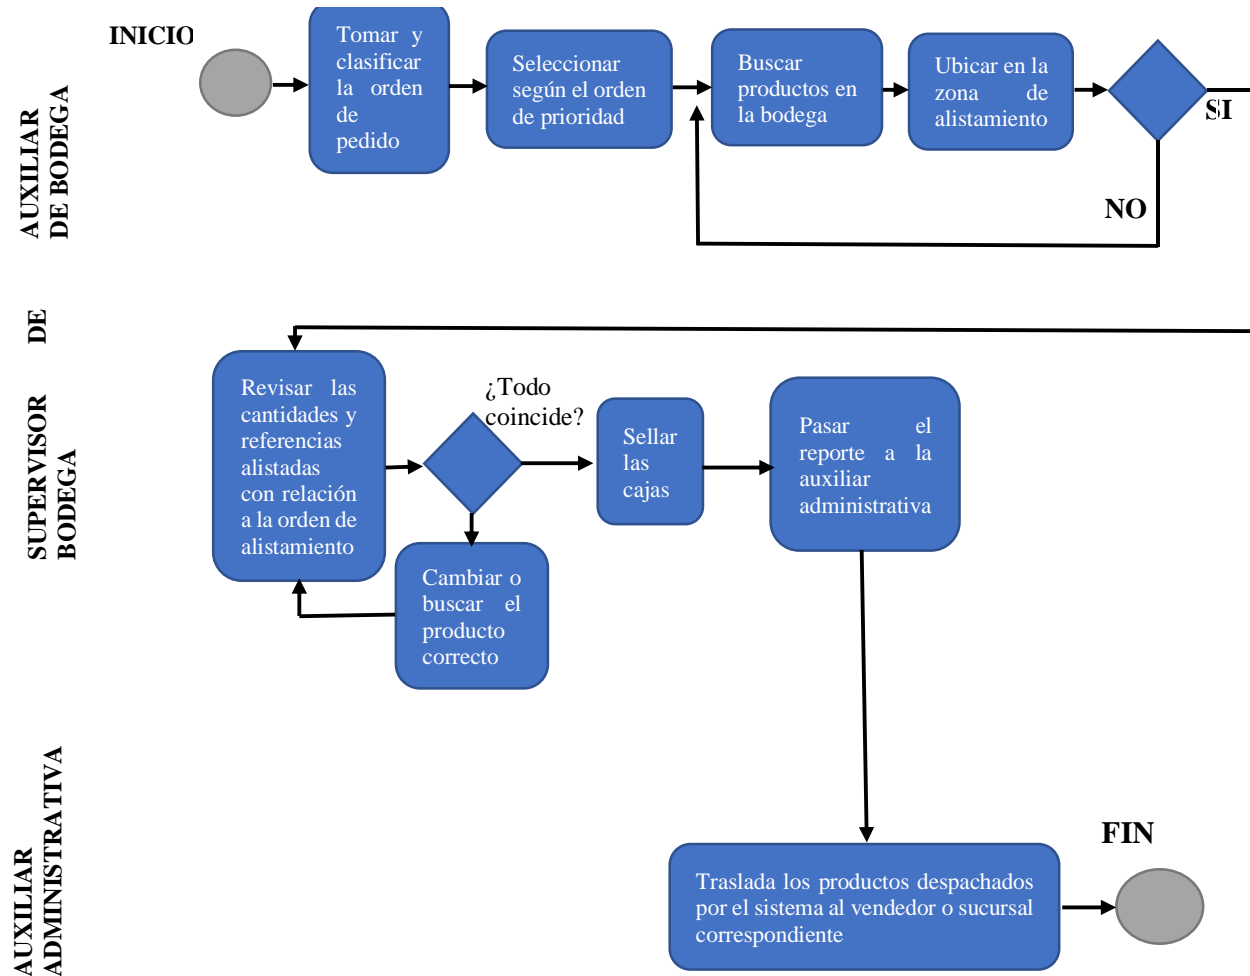 INICIO
Tomar y
clasificar
la orden
de
pedido
Seleccionar
según el orden
de prioridad
Buscar
productos en
la bodega
Ubicar en la
zona de
alistamiento
SI
NO
AUXILIAR
DE BODEGA
SUPERVISOR DE
BODEGA
Revisar las
cantidades y
referencias
alistadas
con relación
a la orden de
alistamiento
¿Todo
coincide?
Sellar
las
cajas
Pasar el
reporte a la
auxiliar
administrativa
Cambiar o
buscar el
producto
correcto
AUXILIAR
ADMINISTRATIVA
Traslada los productos despachados
por el sistema al vendedor o sucursal
correspondiente
FIN